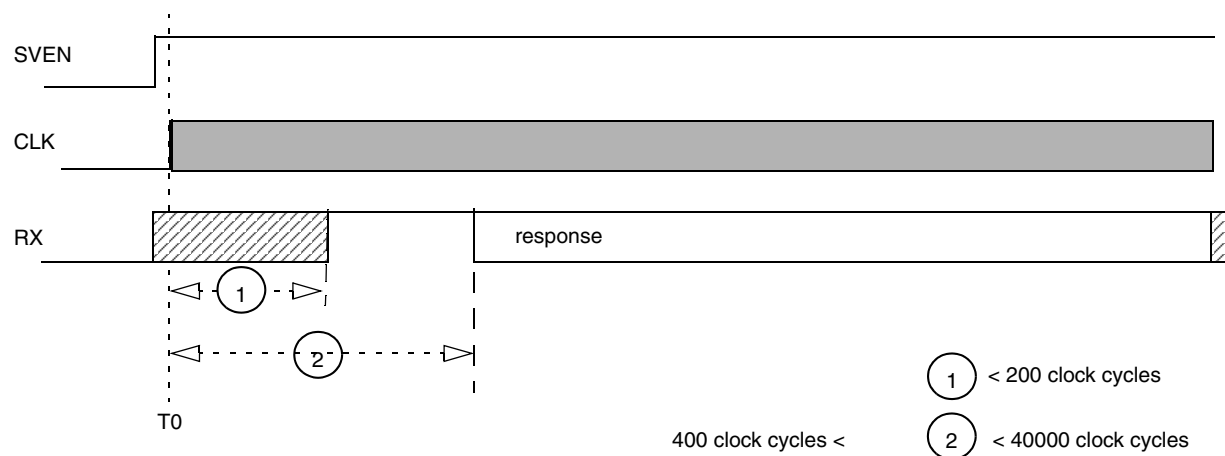 SVEN
CLK
RX
response
1
2
T0
1 < 200 clock cycles
400 clock cycles < 2 < 40000 clock cycles